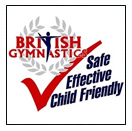 BRITISH
GYMNASTICS
Safe
Effective
Child Friendly